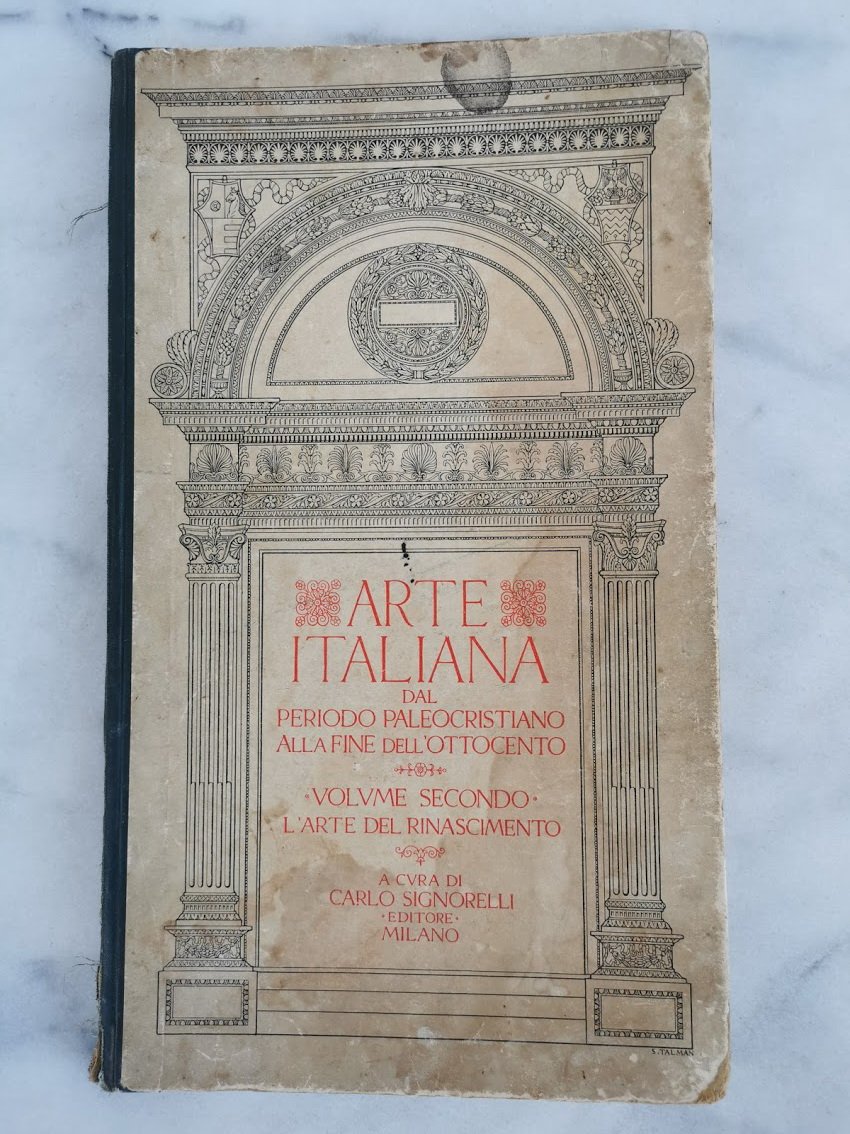 ARTE
ITALIANA
DAL
PERIODO PALEOCRISTIANO
ALLA FINE DELL'OTTOCENTO
·VOLVME SECONDO·
L'ARTE DEL RINASCIMENTO
A CVRA DI
CARLO SIGNORELLI
·EDITORE·
MILANO
S. TALMAN